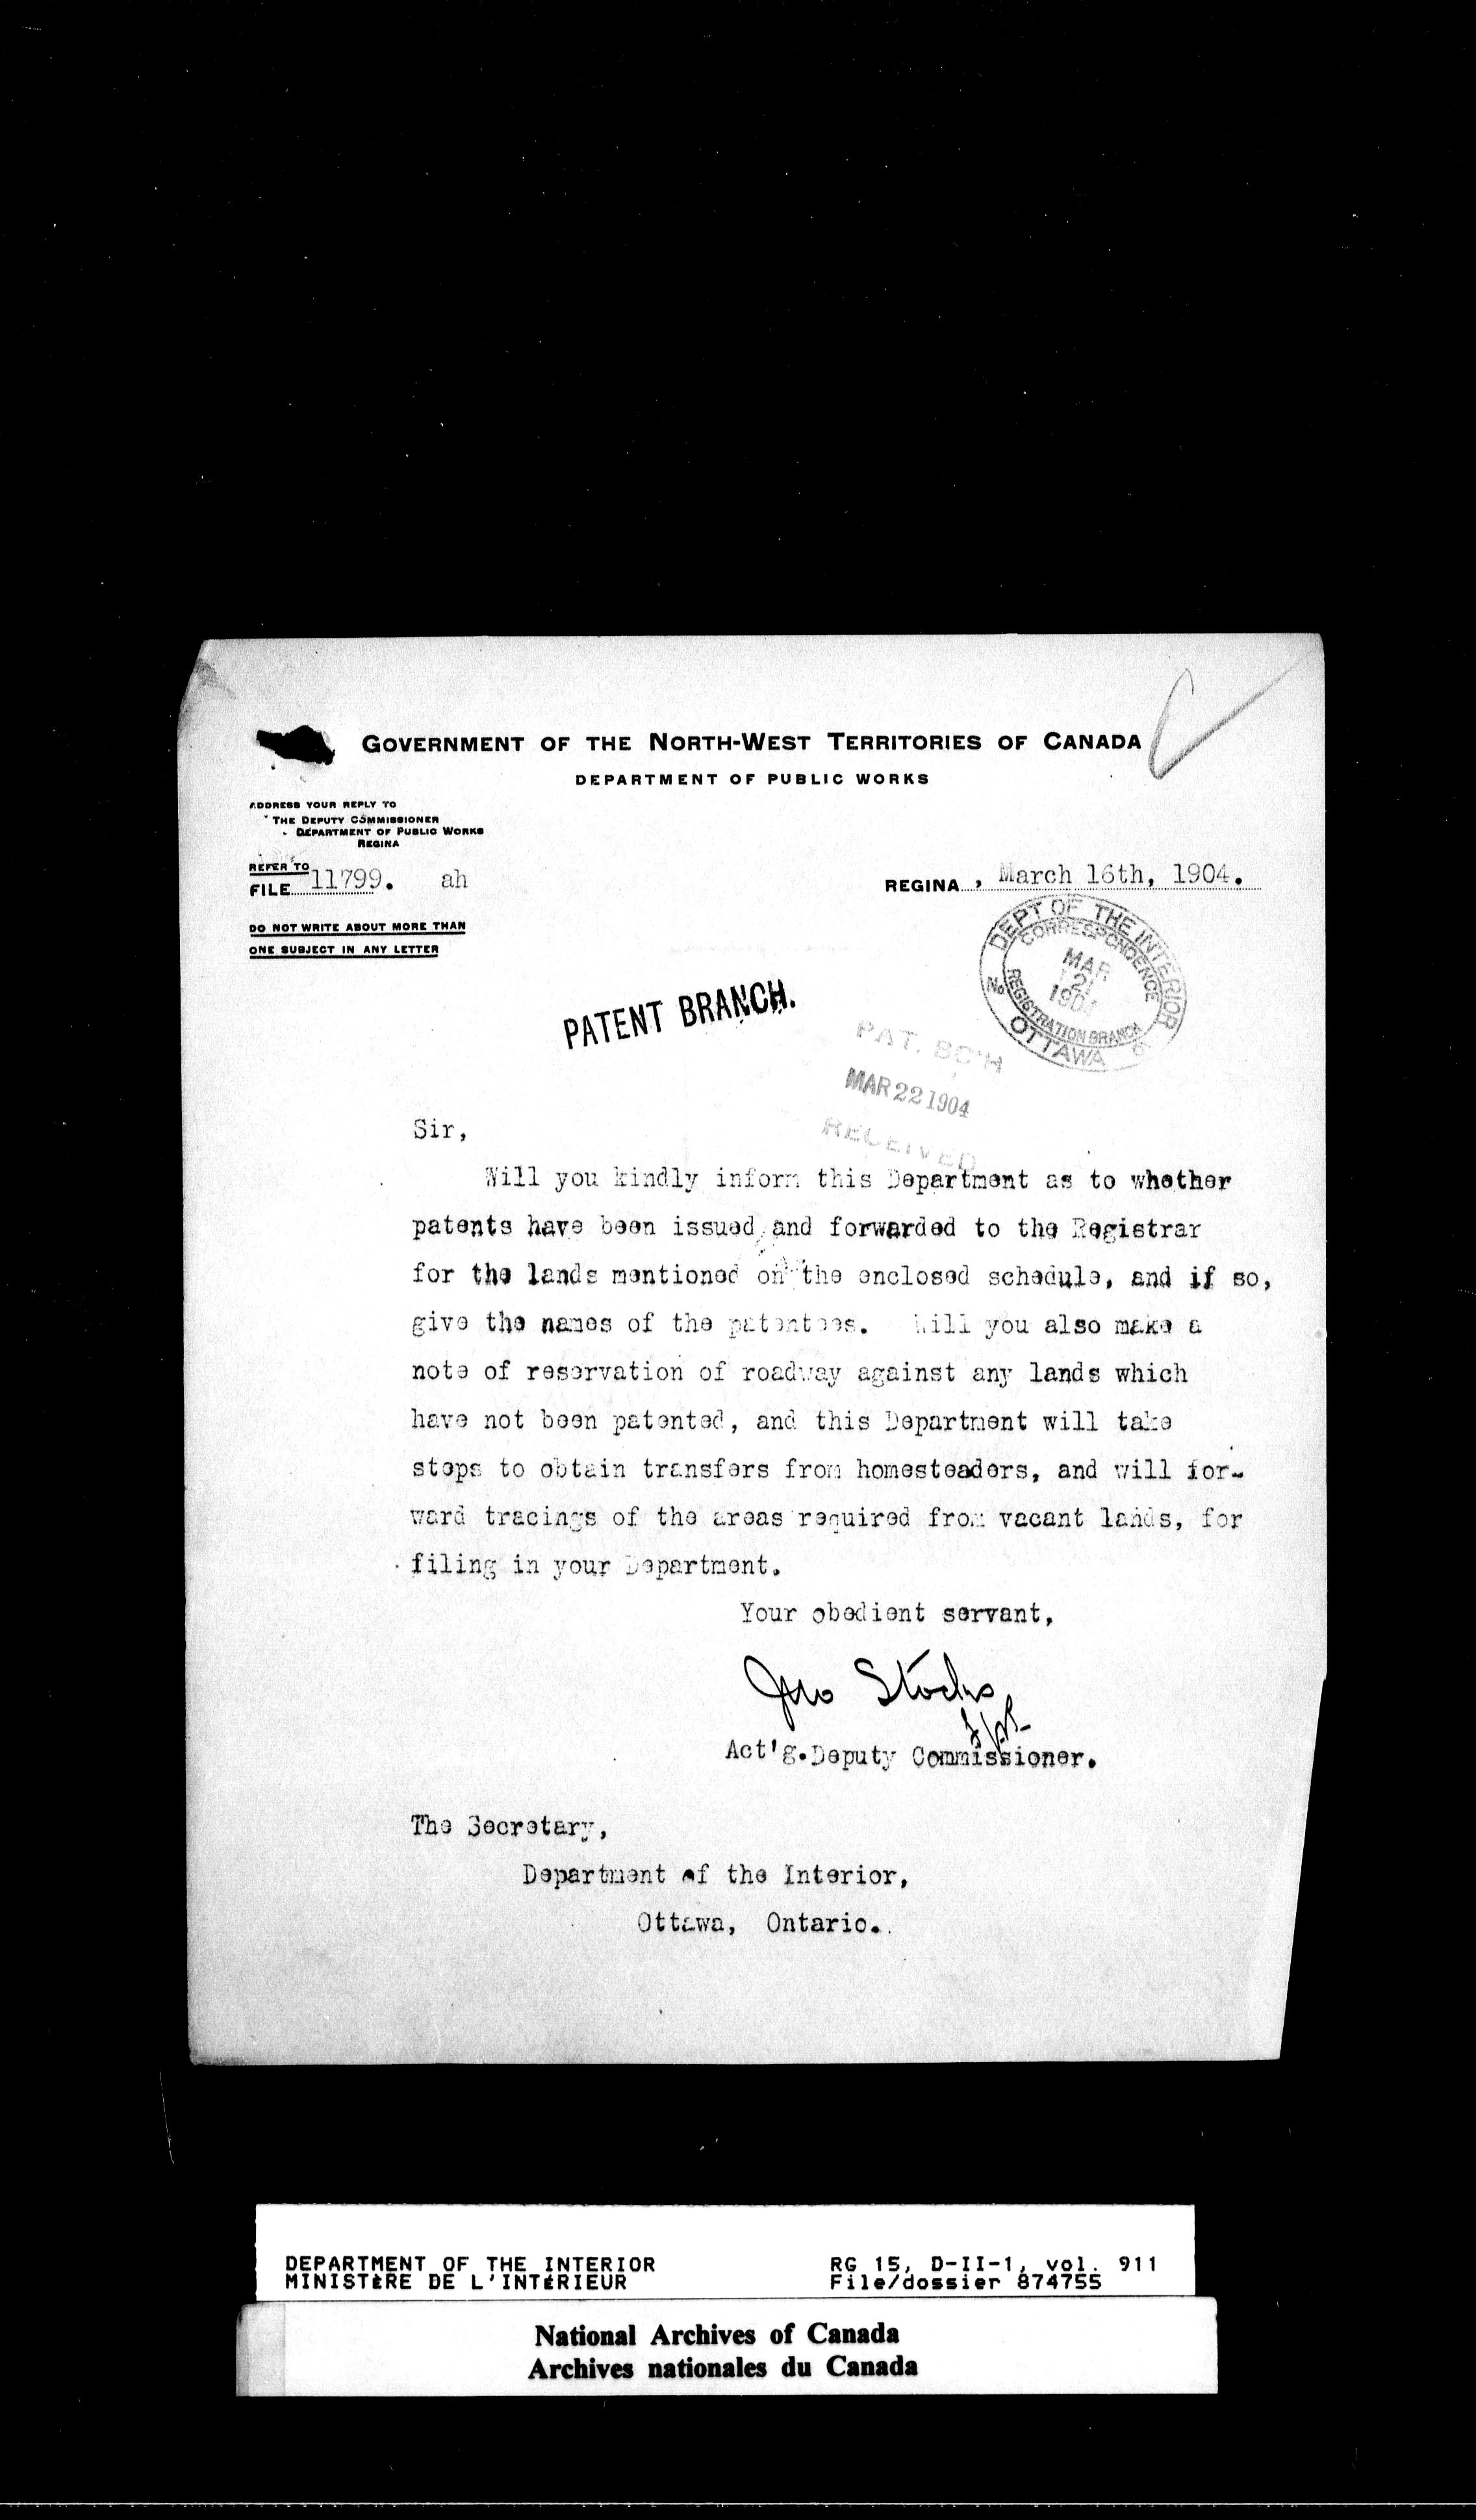 GOVERNMENT OF THE NORTH-WEST TERRITORIES OF CANADA
DEPARTMENT OF PUBLIC WORKS
ADDRESS YOUR REPLY TO
THE DEPUTY COMMISSIONER
DEPARTMENT OF PUBLIC WORKS
REGINA
REFER TO
FILE 11799. ah
REGINA, March 16th, 1904.
DO NOT WRITE ABOUT MORE THAN
ONE SUBJECT IN ANY LETTER
DEPT OF THE INTERIOR
CORRESPONDENCE
MAR
21
1904
No
REGISTRATION BRANCH
OTTAWA
PATENT BRANCH.
PAT. BC'H
MAR 22 1904
RECEIVED
Sir,
Will you kindly inform this Department as to whether
patents have been issued, and forwarded to the Registrar
for the lands mentioned on the enclosed schedule, and if so,
give the names of the patentees. Will you also make a
note of reservation of roadway against any lands which
have not been patented, and this Department will take
steps to obtain transfers from homesteaders, and will for-
ward tracings of the areas required from vacant lands, for
filing in your Department.
Your obedient servant,
Jno Stocks
Act'g.Deputy Commissioner.
The Secretary,
Department of the Interior,
Ottawa, Ontario.
DEPARTMENT OF THE INTERIOR RG 15, D-II-1, vol. 911
MINISTÈRE DE L'INTÉRIEUR File/dossier 874755
National Archives of Canada
Archives nationales du Canada